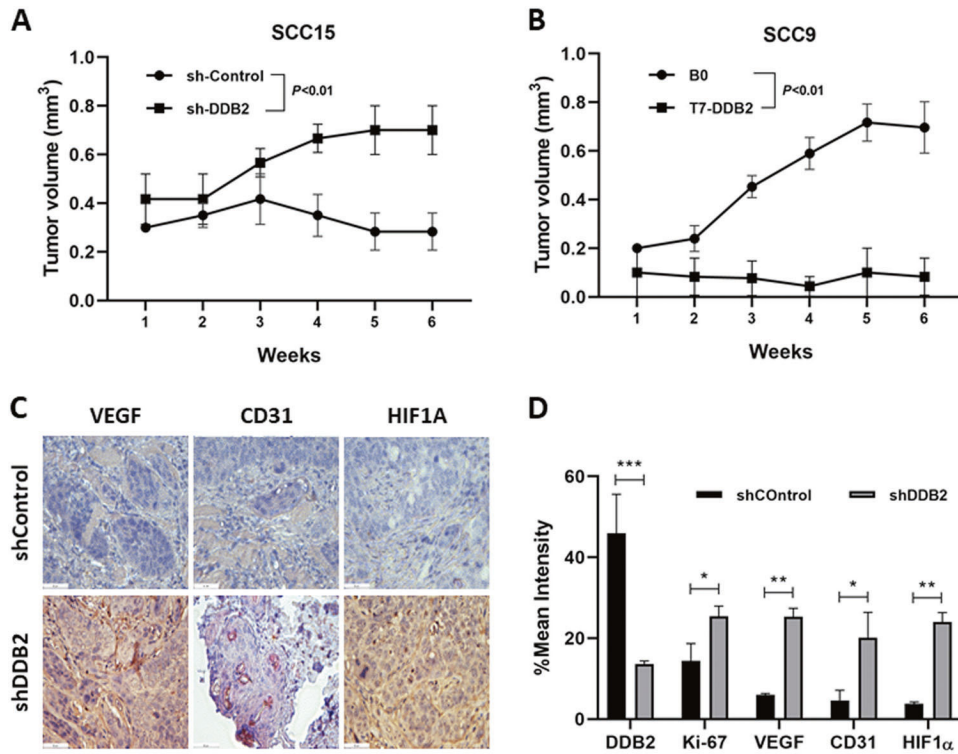 A
SCC15
Tumor volume (mm³)
1.0
0.8
0.6
0.4
0.2
0.0
sh-Control
sh-DDB2
P<0.01
1 2 3 4 5 6
Weeks
B
SCC9
Tumor volume (mm³)
1.0
0.8
0.6
0.4
0.2
0.0
B0
T7-DDB2
P<0.01
1 2 3 4 5 6
Weeks
C
VEGF CD31 HIF1A
shControl
shDDB2
D
%Mean Intensity
60
40
20
0
shCOntrol shDDB2
*** * ** * **
DDB2 Ki-67 VEGF CD31 HIF1α